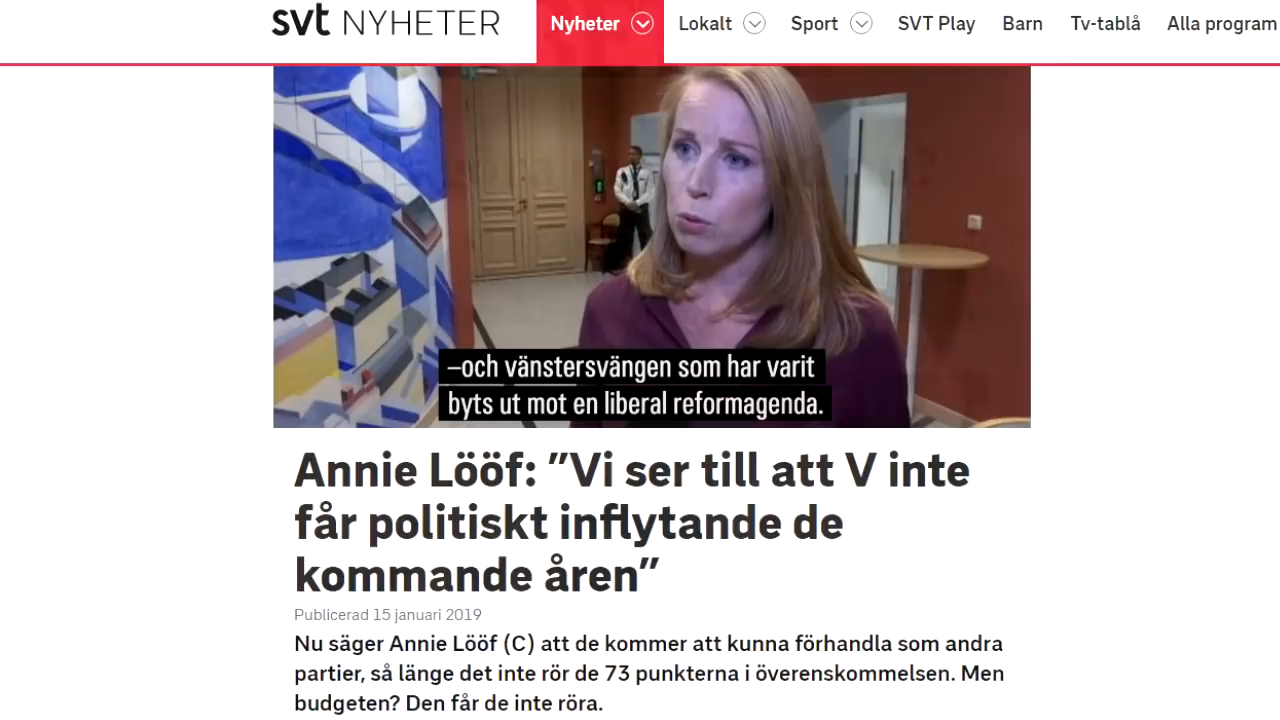 svt NYHETER
Nyheter Lokalt Sport SVT Play Barn Tv-tablå Alla program
–och vänstersvängen som har varit
byts ut mot en liberal reformagenda.
Annie Lööf: ”Vi ser till att V inte
får politiskt inflytande de
kommande åren”
Publicerad 15 januari 2019
Nu säger Annie Lööf (C) att de kommer att kunna förhandla som andra
partier, så länge det inte rör de 73 punkterna i överenskommelsen. Men
budgeten? Den får de inte röra.